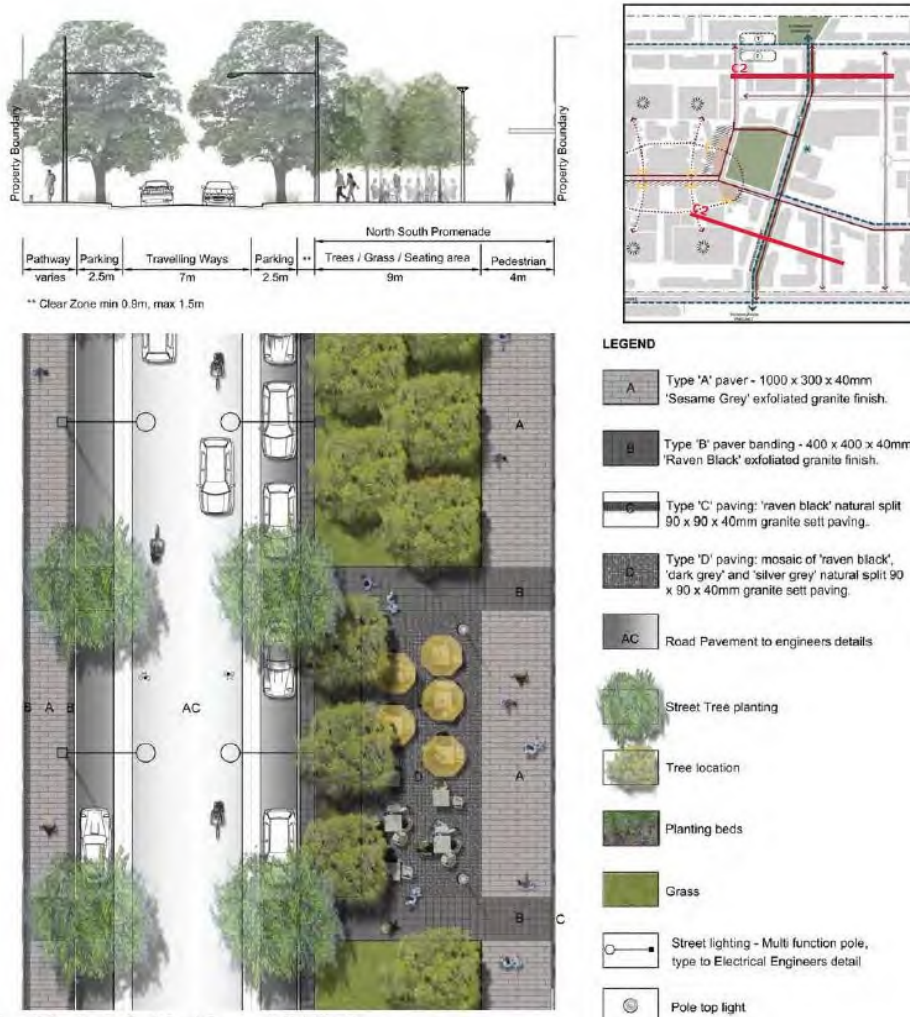 Property Boundary
Property Boundary
North South Promenade
Pathway
Parking
Travelling Ways
Parking
**
Trees / Grass / Seating area
Pedestrian
varies
2.5m
7m
2.5m
9m
4m
** Clear Zone min 0.9m, max 1.5m
C2
C2
LEGEND
A
Type 'A' paver - 1000 x 300 x 40mm
'Sesame Grey' exfoliated granite finish.
B
Type 'B' paver banding - 400 x 400 x 40mm
'Raven Black' exfoliated granite finish.
C
Type 'C' paving: 'raven black' natural split
90 x 90 x 40mm granite sett paving.
D
Type 'D' paving: mosaic of 'raven black',
'dark grey' and 'silver grey' natural split 90
x 90 x 40mm granite sett paving.
AC
Road Pavement to engineers details
Street Tree planting
Tree location
Planting beds
Grass
Street lighting - Multi function pole,
type to Electrical Engineers detail
Pole top light
A
B
B
A
B
AC
D
A
B
C